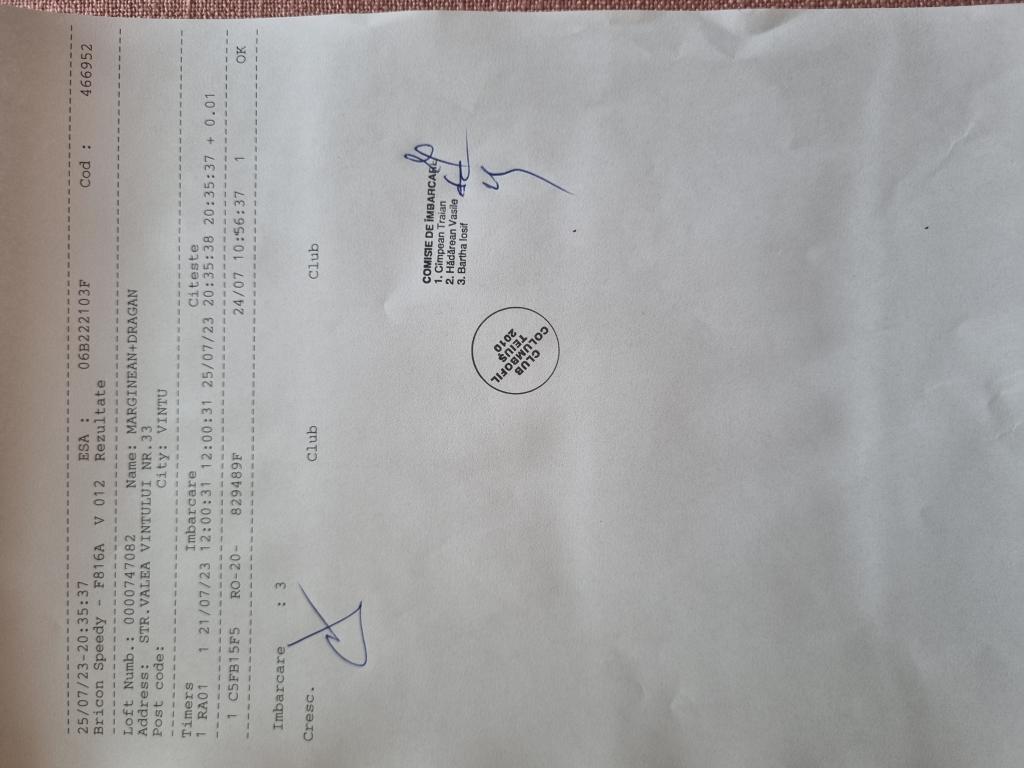 25/07/23-20:35:37 ESA : 06B222103F Cod : 466952
Bricon Speedy - F816A V 012 Rezultate
Loft Numb.: 0000747082 Name: MARGINEAN+DRAGAN
Address: STR.VALEA VINTULUI NR.33
Post code: City: VINTU
Timers Imbarcare Citeste
1 RA01 1 21/07/23 12:00:31 12:00:31 25/07/23 20:35:38 20:35:37 + 0.01
1 C5FB15F5 RO-20- 829489F 24/07 10:56:37 1 OK
Imbarcare : 3
Cresc. Club Club
COMISIE DE ÎMBARCARE
1. Cîmpean Traian
2. Hădărean Vasile
3. Bartha Iosif
CLUB
COLUMBOFIL
TEIUȘ
2010